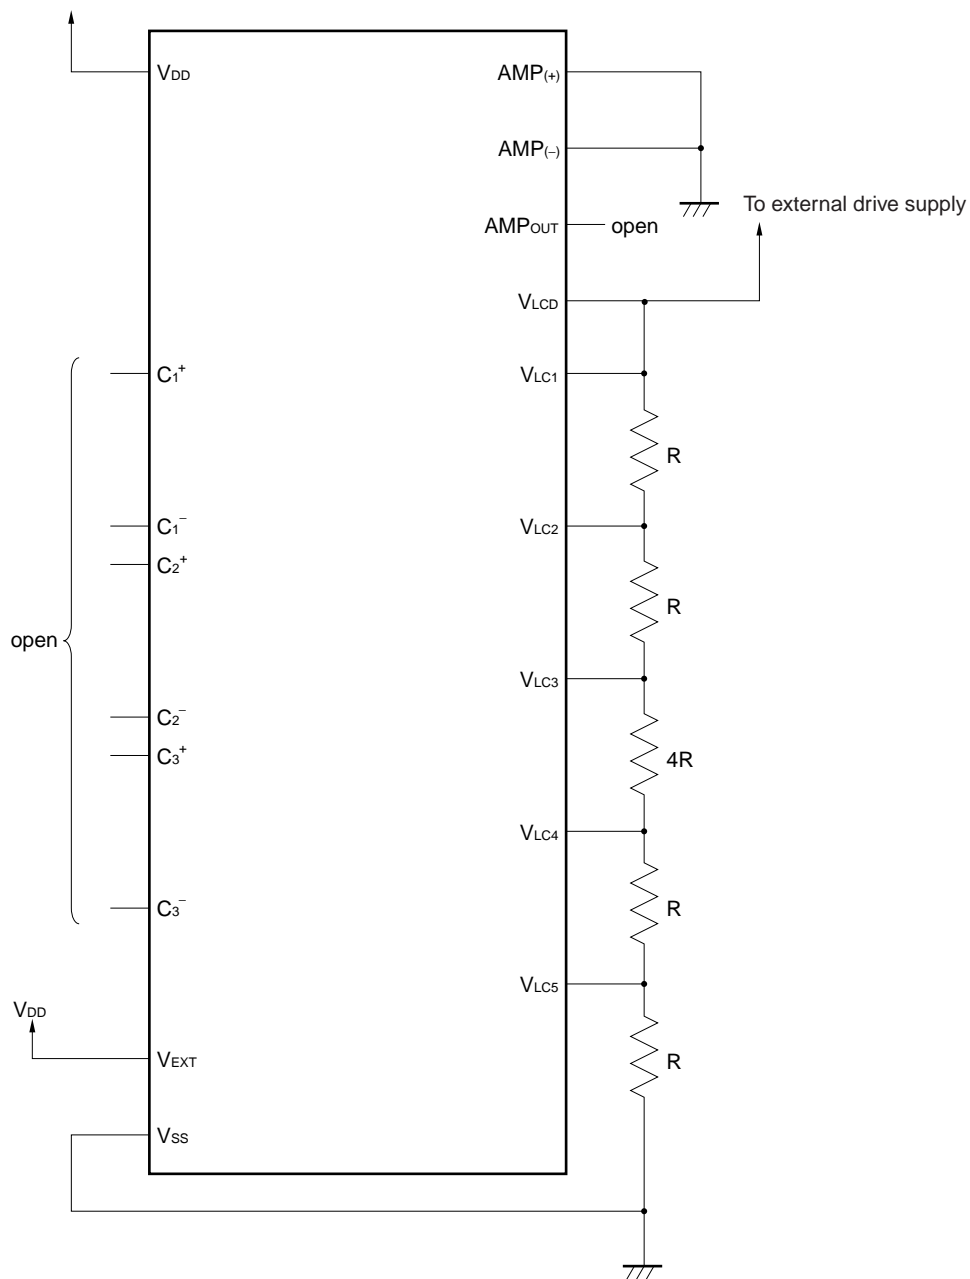 VDD
AMP(+)
AMP(–)
To external drive supply
AMPOUT
open
VLCD
C1+
VLC1
R
C1–
VLC2
C2+
R
open
VLC3
C2–
C3+
4R
VLC4
C3–
R
VLC5
VDD
VEXT
R
VSS